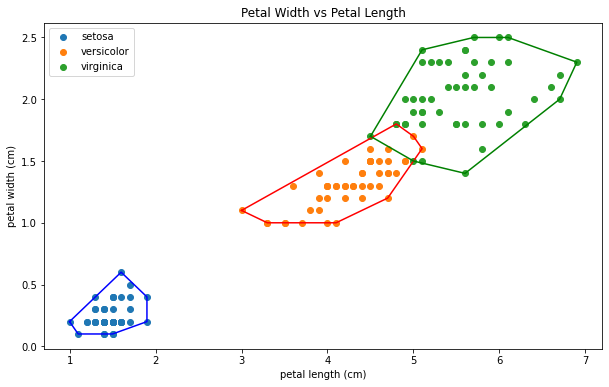 Petal Width vs Petal Length
setosa
versicolor
virginica
petal width (cm)
2.5
2.0
1.5
1.0
0.5
0.0
1
2
3
4
5
6
7
petal length (cm)